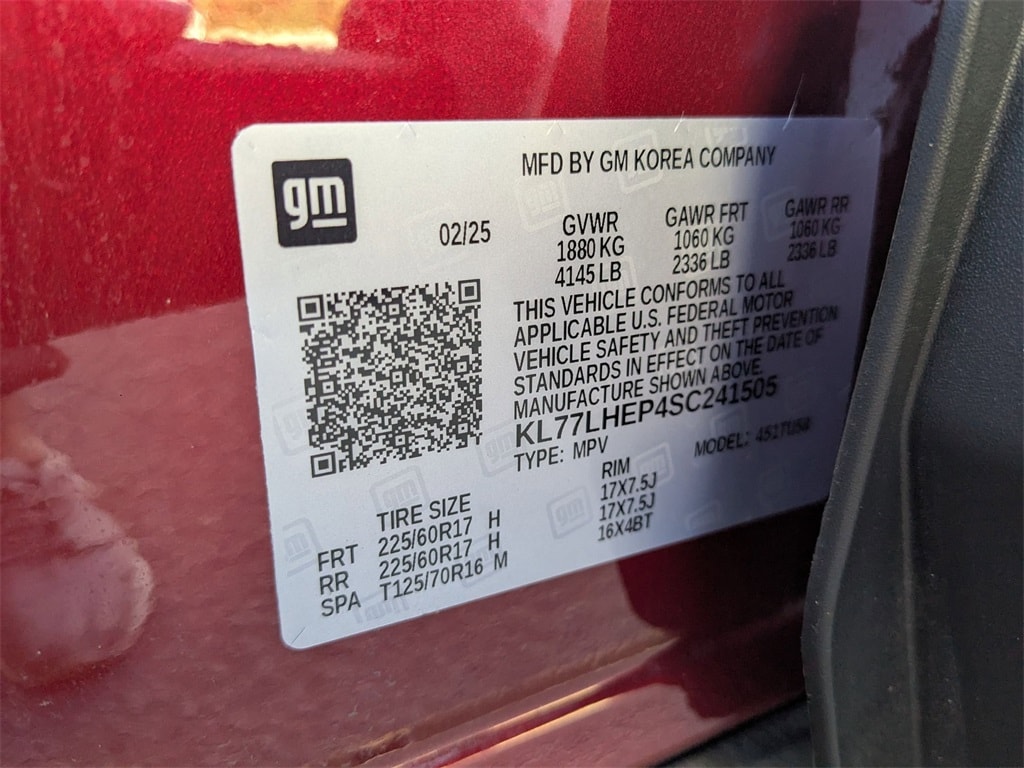 gm
MFD BY GM KOREA COMPANY
02/25
GVWR GAWR FRT GAWR RR
1880 KG 1060 KG 1060 KG
4145 LB 2336 LB 2336 LB
THIS VEHICLE CONFORMS TO ALL
APPLICABLE U.S. FEDERAL MOTOR
VEHICLE SAFETY AND THEFT PREVENTION
STANDARDS IN EFFECT ON THE DATE OF
MANUFACTURE SHOWN ABOVE.
KL77LHEP4SC241505
TYPE: MPV MODEL:
TIRE SIZE RIM
FRT 225/60R17 H 17X7.5J
RR 225/60R17 H 17X7.5J
SPA T125/70R16 M 16X4BT